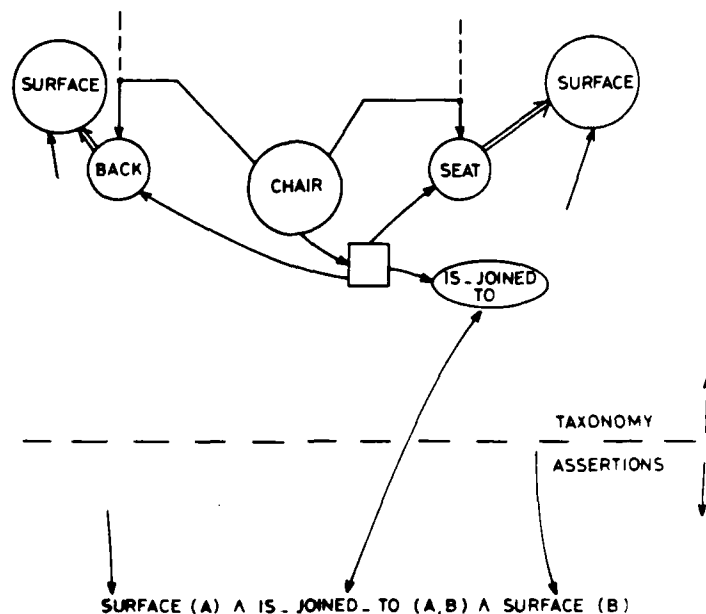 SURFACE
SURFACE
BACK
CHAIR
SEAT
IS_JOINED
TO
TAXONOMY
ASSERTIONS
SURFACE (A) ∧ IS_JOINED_TO (A,B) ∧ SURFACE (B)